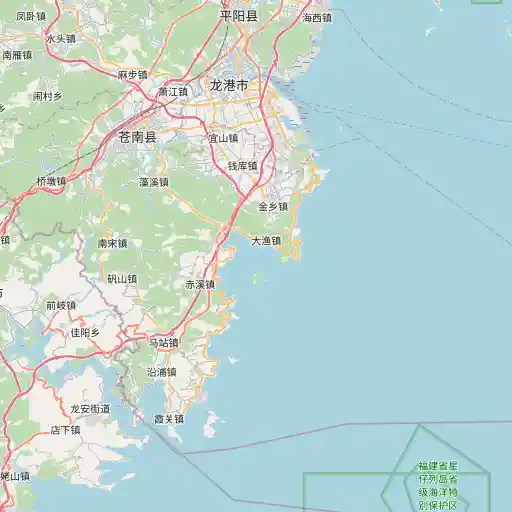 凤卧镇
平阳县
海西镇
水头镇
南雁镇
麻步镇
萧江镇
龙港市
闹村乡
苍南县
宜山镇
钱库镇
桥墩镇
藻溪镇
金乡镇
镇
南宋镇
大渔镇
矾山镇
赤溪镇
前岐镇
佳阳乡
马站镇
沿浦镇
龙安街道
霞关镇
店下镇
姥山镇
福建省星
仔列岛省
级海洋特
别保护区